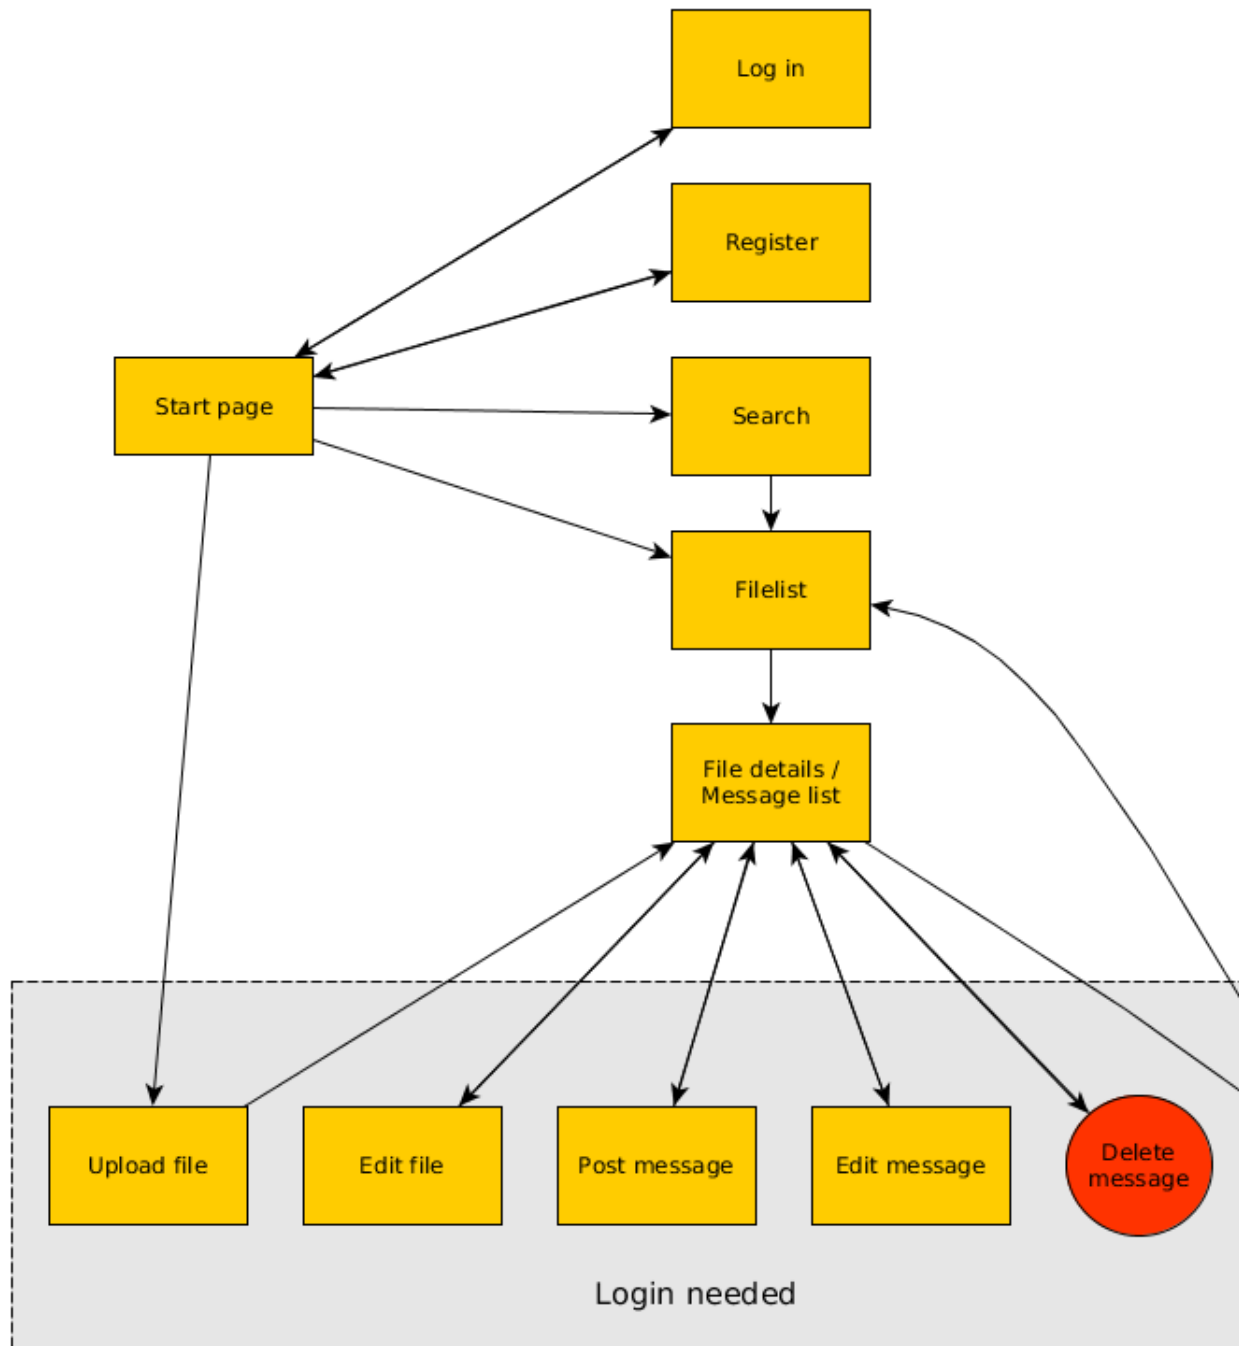 Log in
Register
Start page
Search
Filelist
File details /
Message list
Upload file
Edit file
Post message
Edit message
Delete
message
Login needed